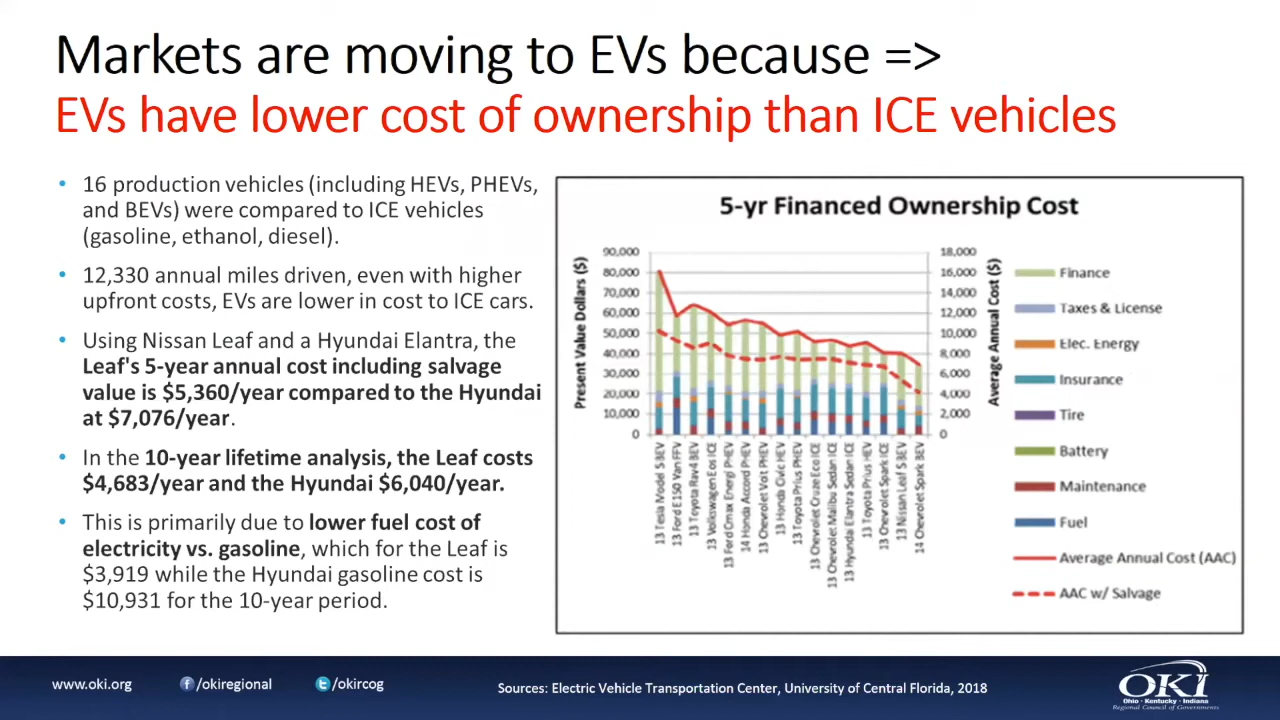 Markets are moving to EVs because =>
EVs have lower cost of ownership than ICE vehicles
• 16 production vehicles (including HEVs, PHEVs,
and BEVs) were compared to ICE vehicles
(gasoline, ethanol, diesel).
• 12,330 annual miles driven, even with higher
upfront costs, EVs are lower in cost to ICE cars.
• Using Nissan Leaf and a Hyundai Elantra, the
Leaf's 5-year annual cost including salvage
value is $5,360/year compared to the Hyundai
at $7,076/year.
• In the 10-year lifetime analysis, the Leaf costs
$4,683/year and the Hyundai $6,040/year.
• This is primarily due to lower fuel cost of
electricity vs. gasoline, which for the Leaf is
$3,919 while the Hyundai gasoline cost is
$10,931 for the 10-year period.
5-yr Financed Ownership Cost
Present Value Dollars ($)
90,000
80,000
70,000
60,000
50,000
40,000
30,000
20,000
10,000
0
18,000
16,000
14,000
12,000
10,000
8,000
6,000
4,000
2,000
0
Average Annual Cost ($)
13 Tesla Model S BEV
13 Ford E150 Van FFV
13 Toyota Rav4 BEV
13 Volkswagen Eos ICE
13 Ford Cmax Energi PHEV
14 Honda Accord PHEV
13 Chevrolet Volt PHEV
13 Honda Civic HEV
13 Toyota Prius PHEV
13 Chevrolet Cruze Eco ICE
13 Chevrolet Malibu Sedan ICE
13 Hyundai Elantra Sedan ICE
13 Toyota Prius HEV
13 Chevrolet Spark ICE
13 Nissan Leaf S BEV
14 Chevrolet Spark BEV
Finance
Taxes & License
Elec. Energy
Insurance
Tire
Battery
Maintenance
Fuel
Average Annual Cost (AAC)
AAC w/ Salvage
www.oki.org
/okiregional
/okircog
Sources: Electric Vehicle Transportation Center, University of Central Florida, 2018
OKI
Ohio · Kentucky · Indiana
Regional Council of Governments